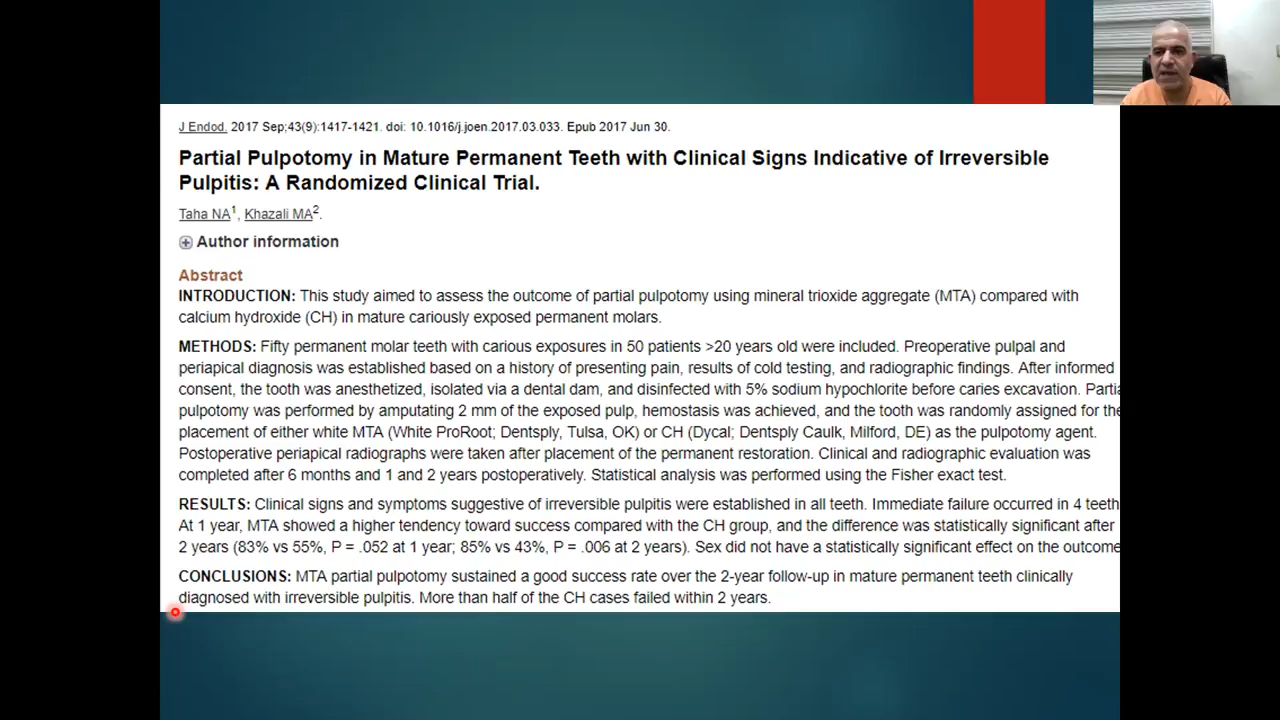 J Endod. 2017 Sep;43(9):1417-1421. doi: 10.1016/j.joen.2017.03.033. Epub 2017 Jun 30.
Partial Pulpotomy in Mature Permanent Teeth with Clinical Signs Indicative of Irreversible
Pulpitis: A Randomized Clinical Trial.
Taha NA1, Khazali MA2.
Author information
Abstract
INTRODUCTION: This study aimed to assess the outcome of partial pulpotomy using mineral trioxide aggregate (MTA) compared with
calcium hydroxide (CH) in mature cariously exposed permanent molars.
METHODS: Fifty permanent molar teeth with carious exposures in 50 patients >20 years old were included. Preoperative pulpal and
periapical diagnosis was established based on a history of presenting pain, results of cold testing, and radiographic findings. After informed
consent, the tooth was anesthetized, isolated via a dental dam, and disinfected with 5% sodium hypochlorite before caries excavation. Partia
pulpotomy was performed by amputating 2 mm of the exposed pulp, hemostasis was achieved, and the tooth was randomly assigned for the
placement of either white MTA (White ProRoot; Dentsply, Tulsa, OK) or CH (Dycal; Dentsply Caulk, Milford, DE) as the pulpotomy agent.
Postoperative periapical radiographs were taken after placement of the permanent restoration. Clinical and radiographic evaluation was
completed after 6 months and 1 and 2 years postoperatively. Statistical analysis was performed using the Fisher exact test.
RESULTS: Clinical signs and symptoms suggestive of irreversible pulpitis were established in all teeth. Immediate failure occurred in 4 teeth
At 1 year, MTA showed a higher tendency toward success compared with the CH group, and the difference was statistically significant after
2 years (83% vs 55%, P = .052 at 1 year; 85% vs 43%, P = .006 at 2 years). Sex did not have a statistically significant effect on the outcome
CONCLUSIONS: MTA partial pulpotomy sustained a good success rate over the 2-year follow-up in mature permanent teeth clinically
diagnosed with irreversible pulpitis. More than half of the CH cases failed within 2 years.